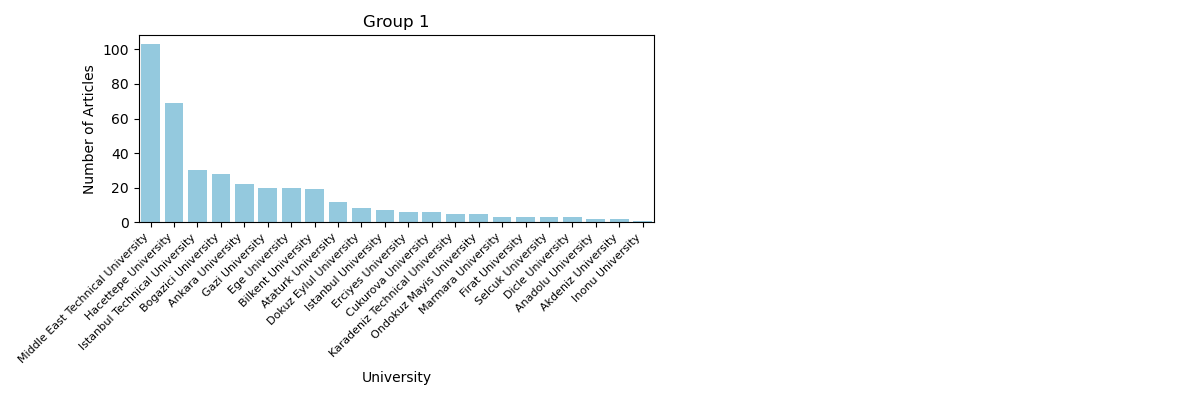 Group 1
Number of Articles
100
80
60
40
20
0
Middle East Technical University
Hacettepe University
Istanbul Technical University
Bogazici University
Ankara University
Gazi University
Ege University
Bilkent University
Ataturk University
Dokuz Eylul University
Istanbul University
Erciyes University
Cukurova University
Karadeniz Technical University
Ondokuz Mayis University
Marmara University
Firat University
Selcuk University
Dicle University
Anadolu University
Akdeniz University
Inonu University
University